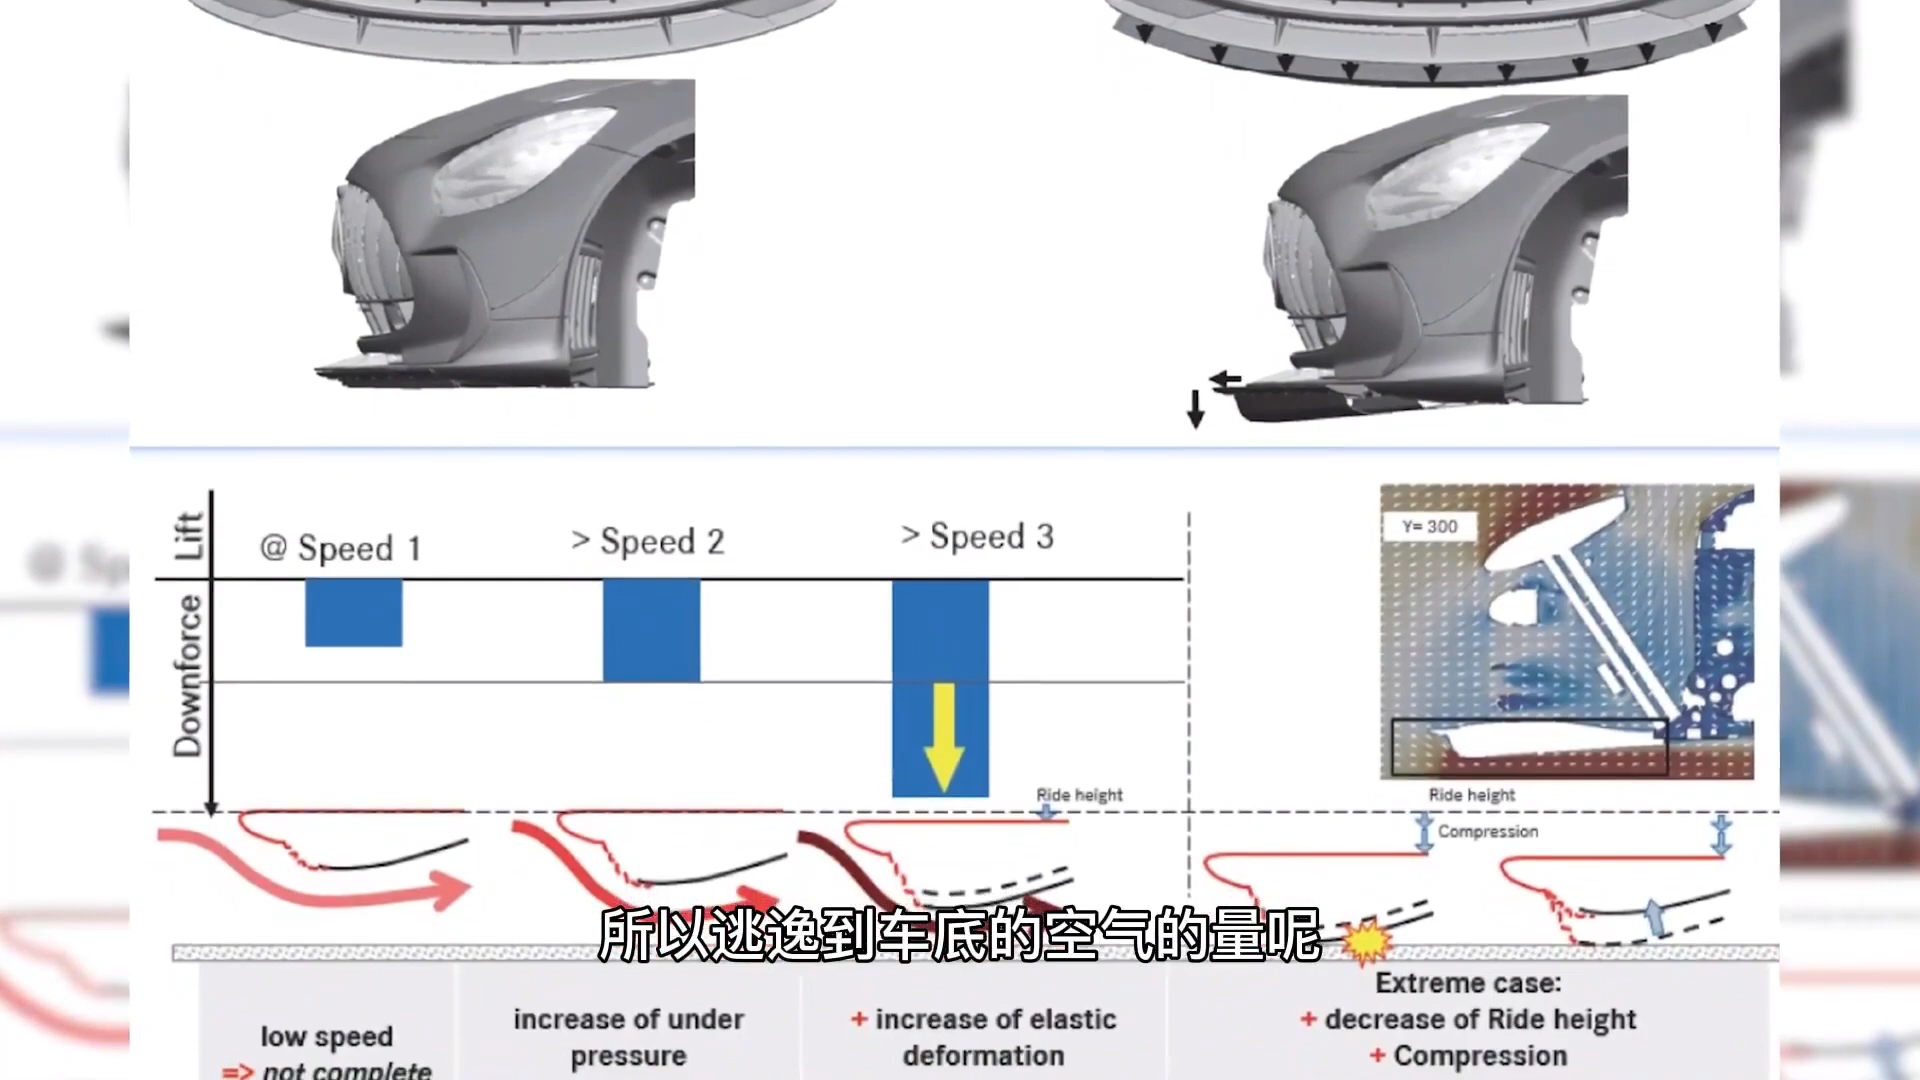 Lift
Downforce
@ Speed 1
> Speed 2
> Speed 3
Y= 300
Ride height
Ride height
Compression
所以逃逸到车底的空气的量呢
low speed
=> not complete
increase of under
pressure
+ increase of elastic
deformation
Extreme case:
+ decrease of Ride height
+ Compression